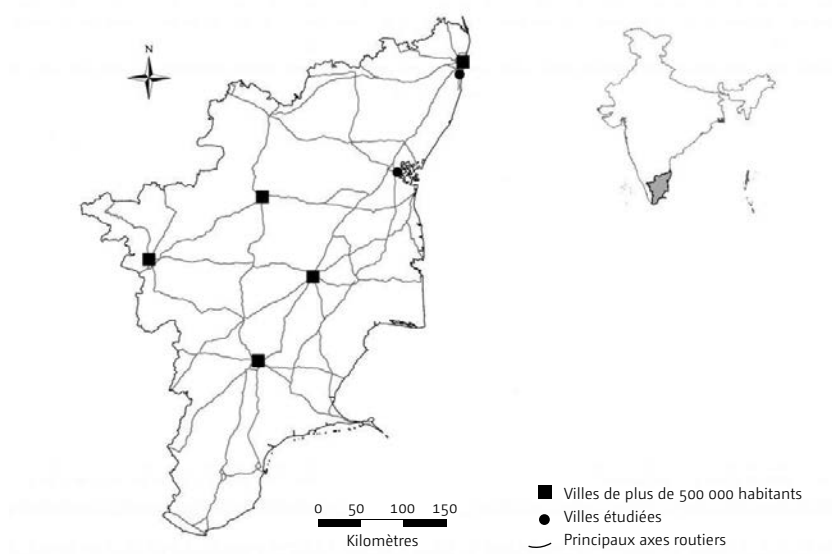 N
0 50 100 150
Kilomètres
Villes de plus de 500 000 habitants
Villes étudiées
Principaux axes routiers